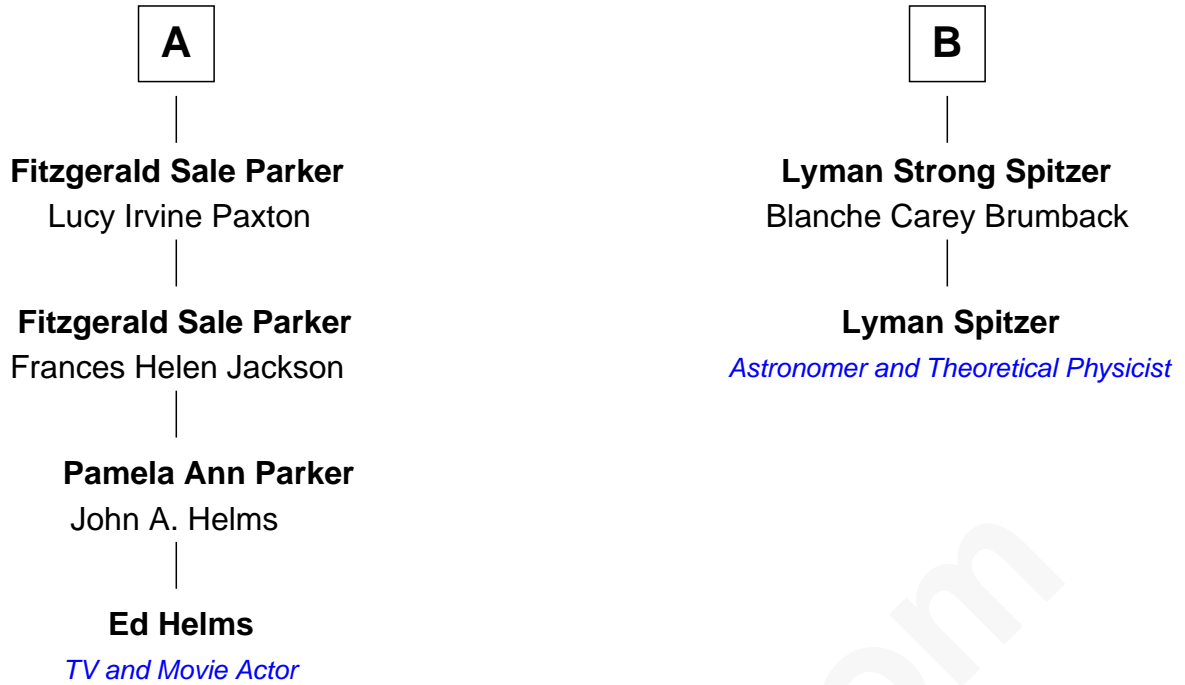 A
Fitzgerald Sale Parker
Lucy Irvine Paxton
Fitzgerald Sale Parker
Frances Helen Jackson
Pamela Ann Parker
John A. Helms
Ed Helms
TV and Movie Actor
B
Lyman Strong Spitzer
Blanche Carey Brumback
Lyman Spitzer
Astronomer and Theoretical Physicist
om